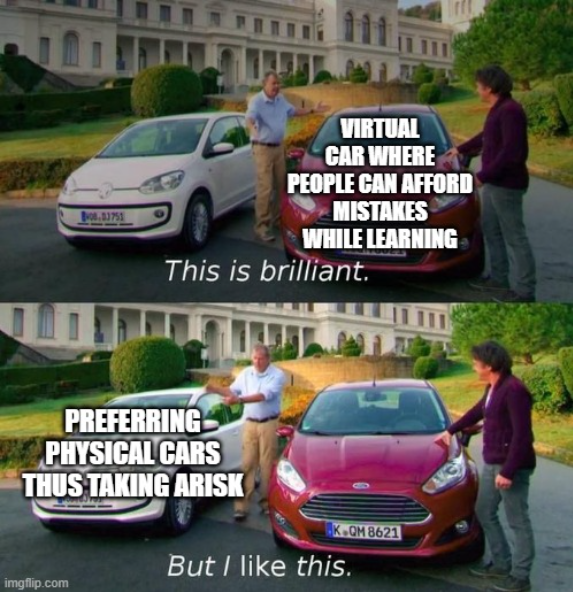 VIRTUAL
CAR WHERE
PEOPLE CAN AFFORD
MISTAKES
WHILE LEARNING
This is brilliant.
PREFERRING
PHYSICAL CARS
THUS TAKING ARISK
K QM 8621
But I like this.
imgflip.com